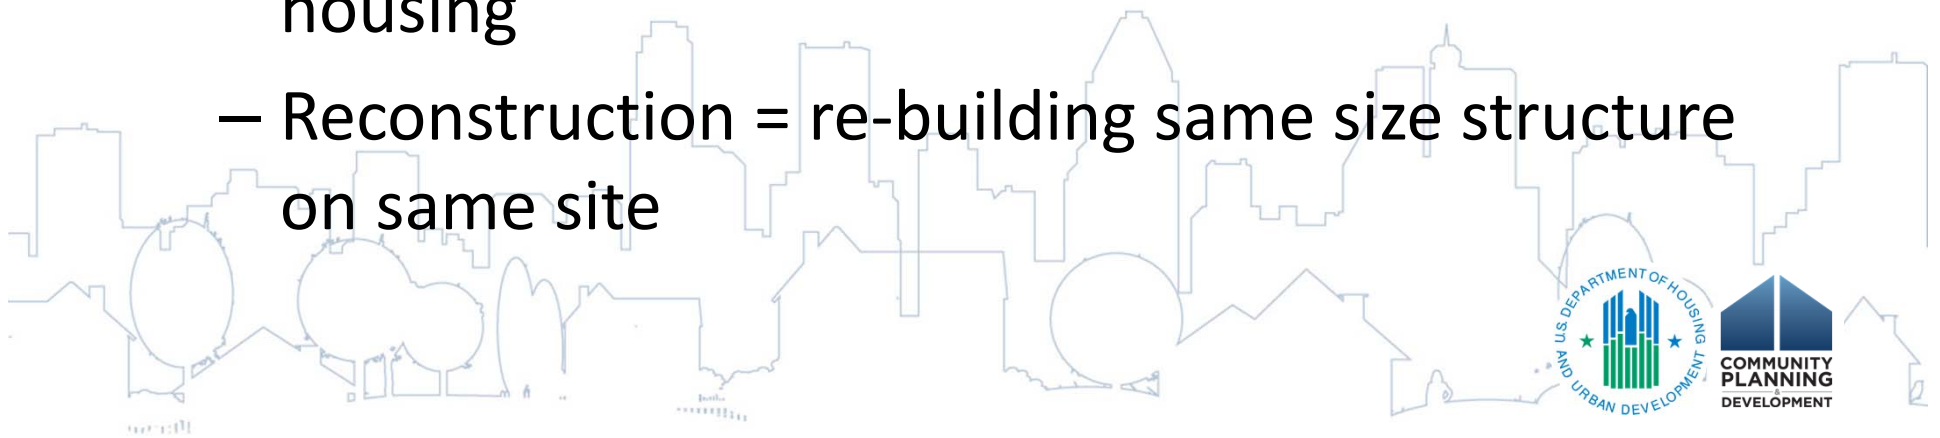 housing
– Reconstruction = re-building same size structure
on same site
U.S. DEPARTMENT OF HOUSING
AND URBAN DEVELOPMENT
COMMUNITY
PLANNING
&
DEVELOPMENT